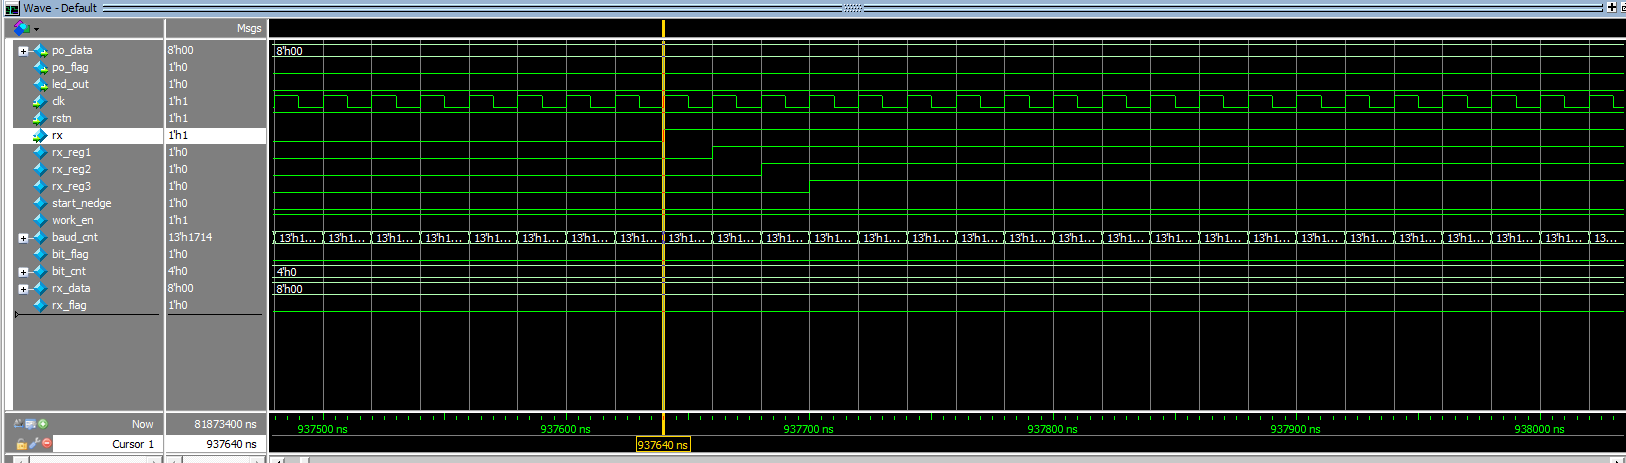 Wave - Default
Msgs
po_data 8'h00 8'h00
po_flag 1'h0
led_out 1'h0
clk 1'h1
rstn 1'h1
rx 1'h1
rx_reg1 1'h0
rx_reg2 1'h0
rx_reg3 1'h0
start_nedge 1'h0
work_en 1'h1
baud_cnt 13'h1714 13'h1... 13'h1... 13'h1... 13'h1... 13'h1... 13'h1... 13'h1... 13'h1... 13'h1... 13'h1... 13'h1... 13'h1... 13'h1... 13'h1... 13'h1... 13'h1... 13'h1... 13'h1... 13'h1... 13'h1... 13'h1... 13'h1... 13'h1... 13'h1... 13'h1... 13'h1... 13'h1... 13...
bit_flag 1'h0
bit_cnt 4'h0 4'h0
rx_data 8'h00 8'h00
rx_flag 1'h0
Now 81873400 ns 937500 ns 937600 ns 937700 ns 937800 ns 937900 ns 938000 ns
Cursor 1 937640 ns 937640 ns